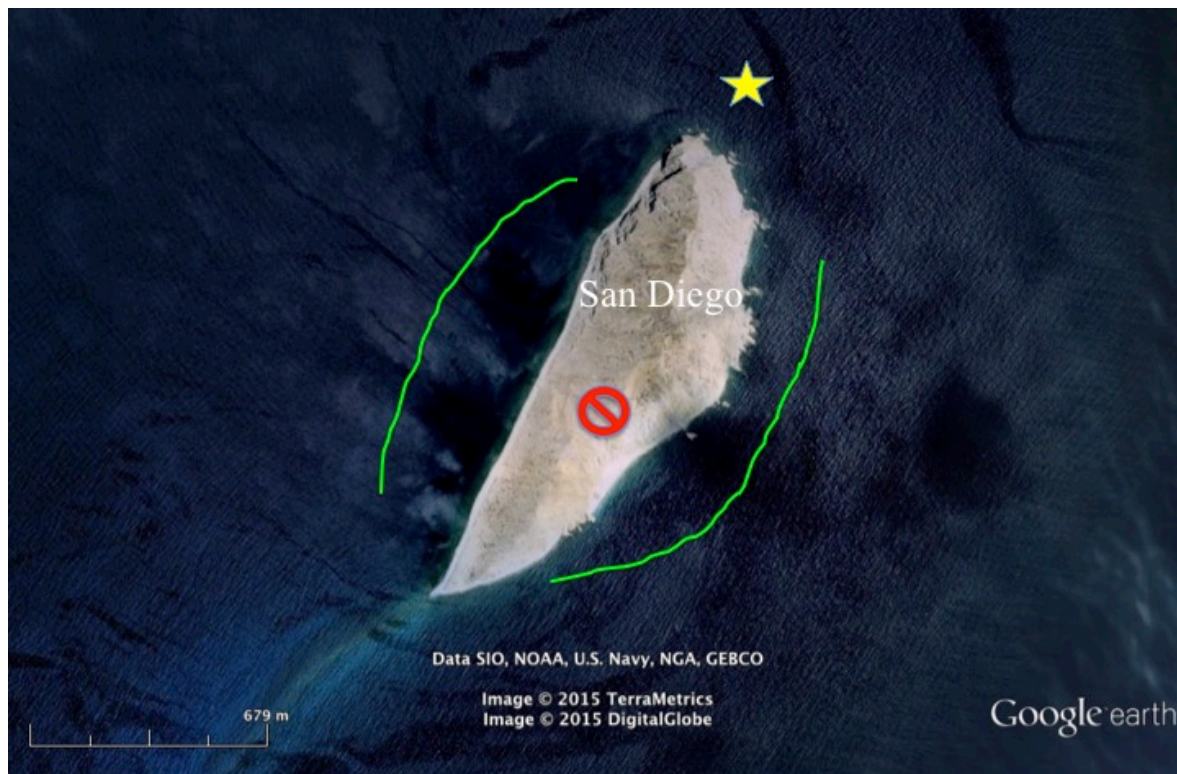 San Diego
Data SIO, NOAA, U.S. Navy, NGA, GEBCO
Image © 2015 TerraMetrics
Image © 2015 DigitalGlobe
679 m
Google earth